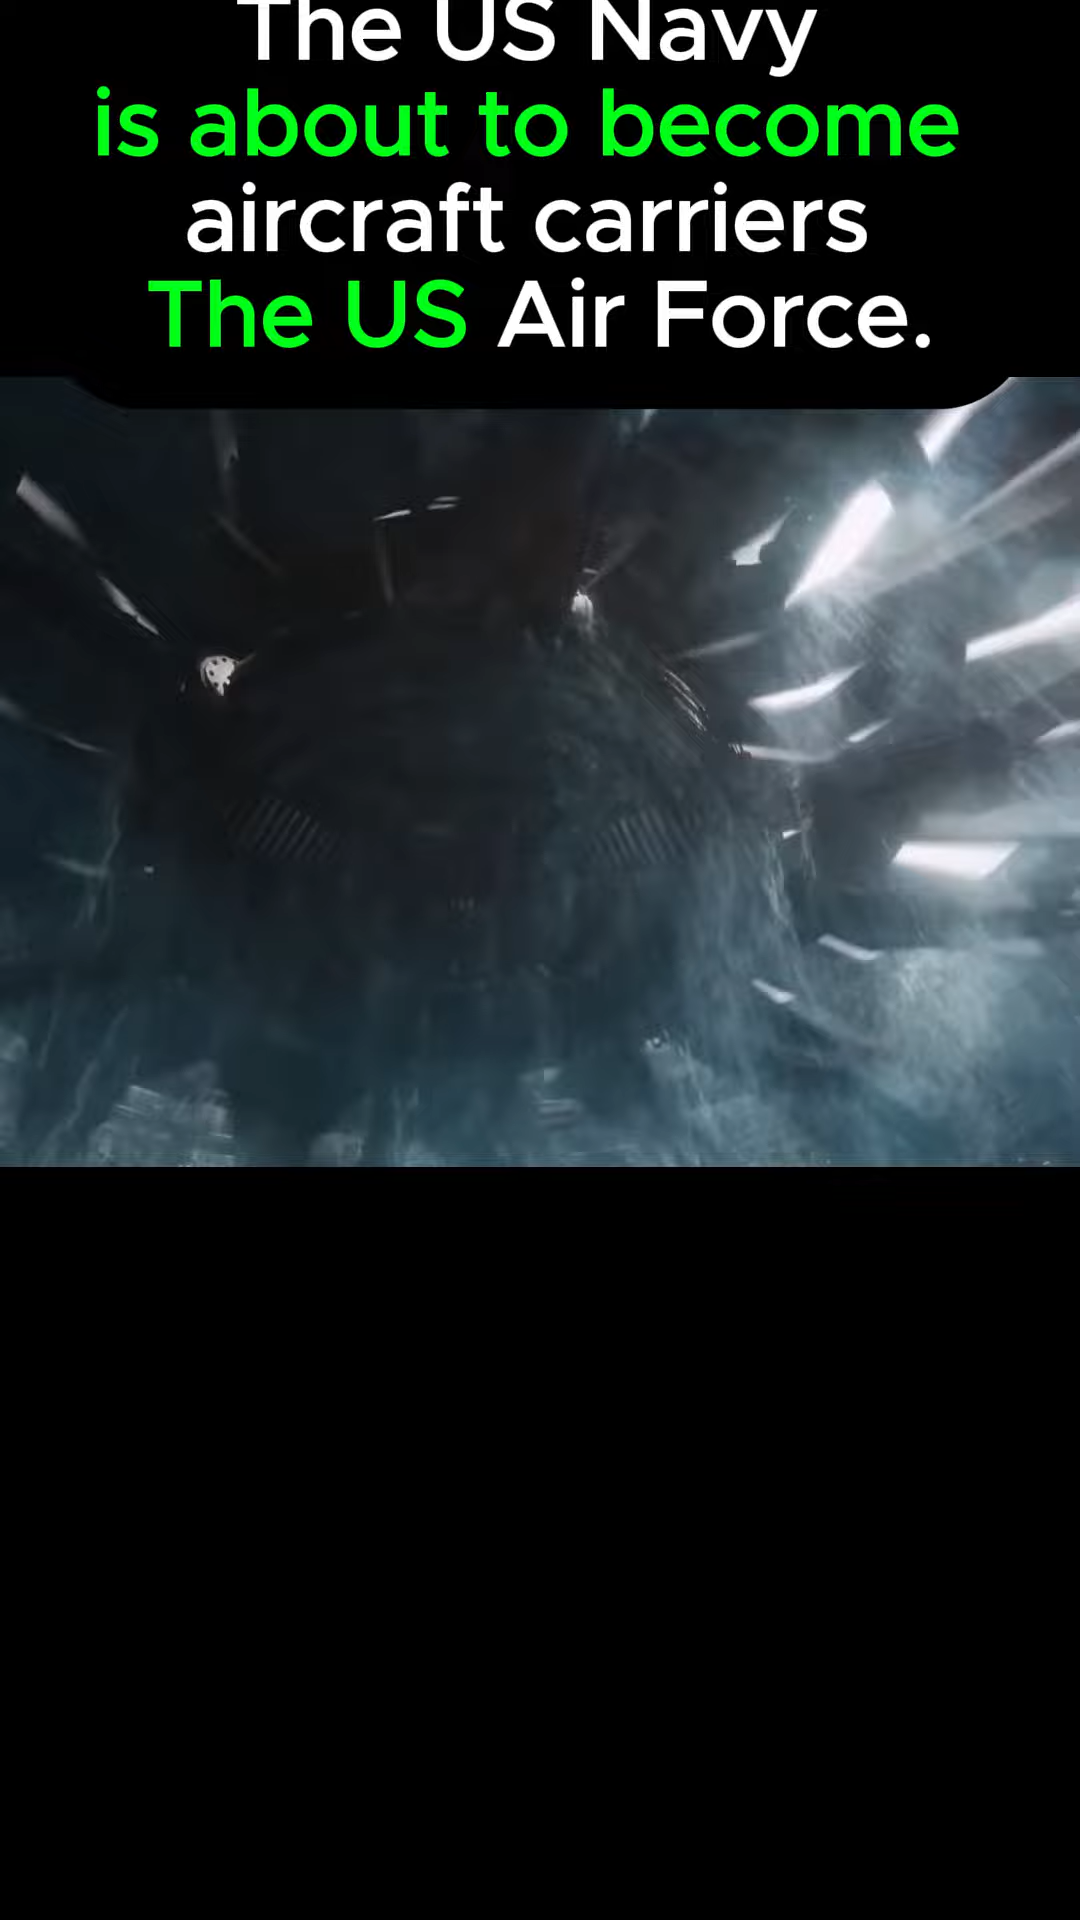 The US Navy
is about to become
aircraft carriers
The US Air Force.